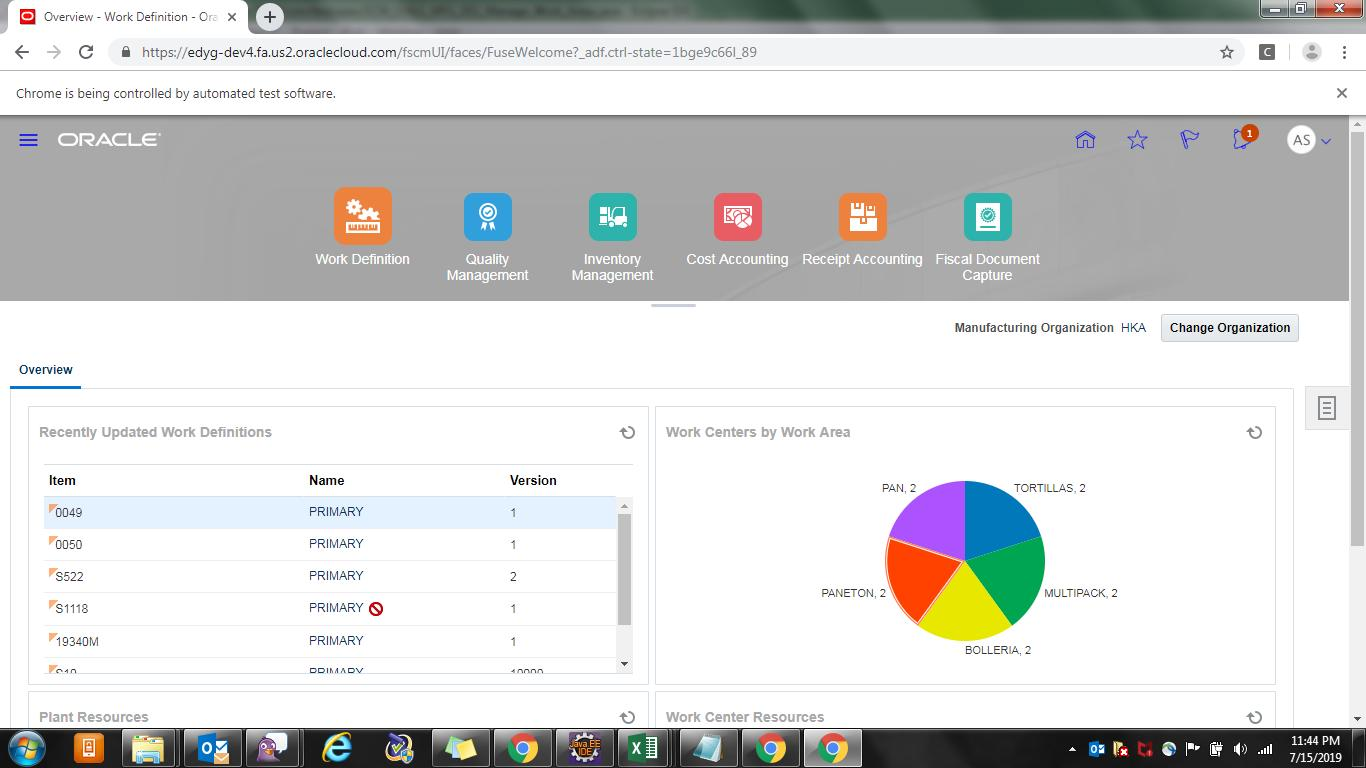 Overview - Work Definition - Ora
https://edyg-dev4.fa.us2.oraclecloud.com/fscmUI/faces/FuseWelcome?_adf.ctrl-state=1bge9c66l_89
C
Chrome is being controlled by automated test software.
ORACLE
1
AS
Work Definition
Quality
Management
Inventory
Management
Cost Accounting
Receipt Accounting
Fiscal Document
Capture
Manufacturing Organization HKA
Change Organization
Overview
Recently Updated Work Definitions
Item Name Version
0049 PRIMARY 1
0050 PRIMARY 1
S522 PRIMARY 2
S1118 PRIMARY 1
19340M PRIMARY 1
Work Centers by Work Area
PAN, 2
TORTILLAS, 2
PANETON, 2
MULTIPACK, 2
BOLLERIA, 2
Plant Resources
Work Center Resources
Java EE
IDE
11:44 PM
7/15/2019